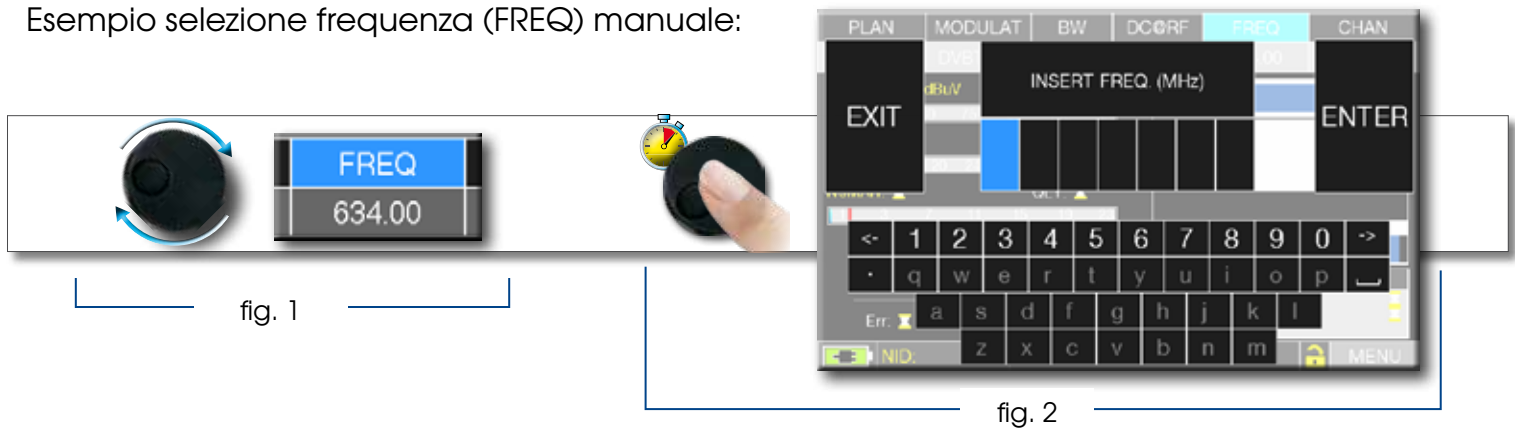 Esempio selezione frequenza (FREQ) manuale:
PLAN MODULAT BW DC@RF FREQ CHAN
INSERT FREQ. (MHz)
dBuV
EXIT
ENTER
FREQ
634.00
<- 1 2 3 4 5 6 7 8 9 0 ->
. q w e r t y u i o p
a s d f g h j k l
Err:
z x c v b n m
NID:
MENU
fig. 1
fig. 2